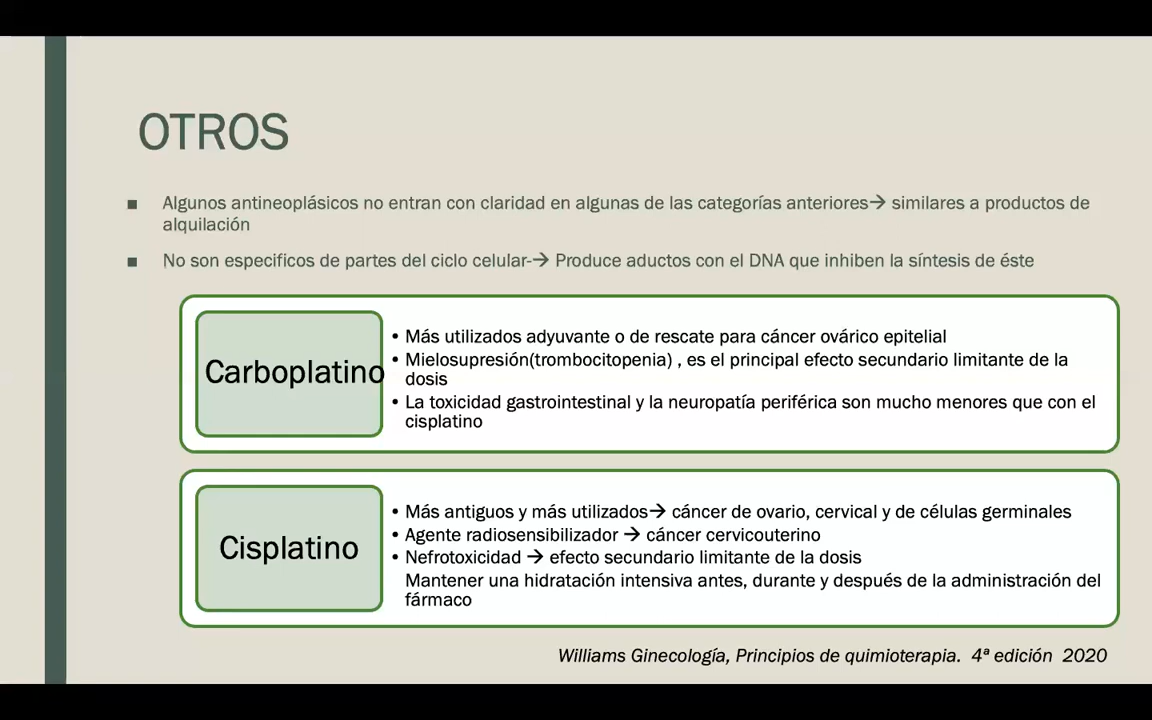 OTROS
▪ Algunos antineoplásicos no entran con claridad en algunas de las categorías anteriores→ similares a productos de
alquilación
▪ No son especificos de partes del ciclo celular-→ Produce aductos con el DNA que inhiben la síntesis de éste
Carboplatino
• Más utilizados adyuvante o de rescate para cáncer ovárico epitelial
• Mielosupresión(trombocitopenia) , es el principal efecto secundario limitante de la
dosis
• La toxicidad gastrointestinal y la neuropatía periférica son mucho menores que con el
cisplatino
Cisplatino
• Más antiguos y más utilizados→ cáncer de ovario, cervical y de células germinales
• Agente radiosensibilizador → cáncer cervicouterino
• Nefrotoxicidad → efecto secundario limitante de la dosis
Mantener una hidratación intensiva antes, durante y después de la administración del
fármaco
Williams Ginecología, Principios de quimioterapia. 4ª edición 2020